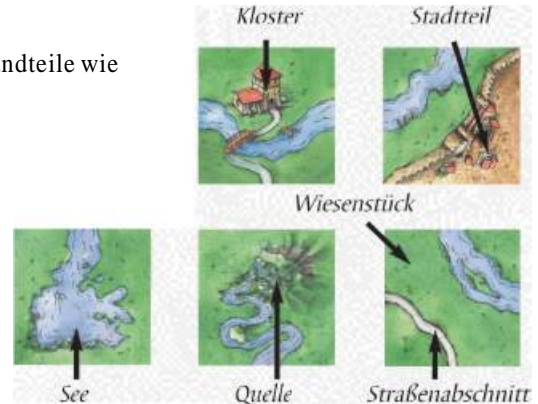 Kloster Stadtteil
ndteile wie
Wiesenstück
See Quelle Straßenabschnitt